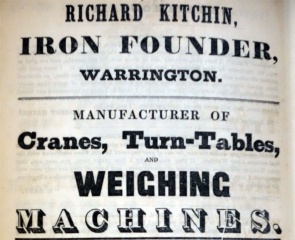 RICHARD KITCHIN,
IRON FOUNDER,
WARRINGTON.
MANUFACTURER OF
Cranes, Turn-Tables,
AND
WEIGHING
MACHINES.